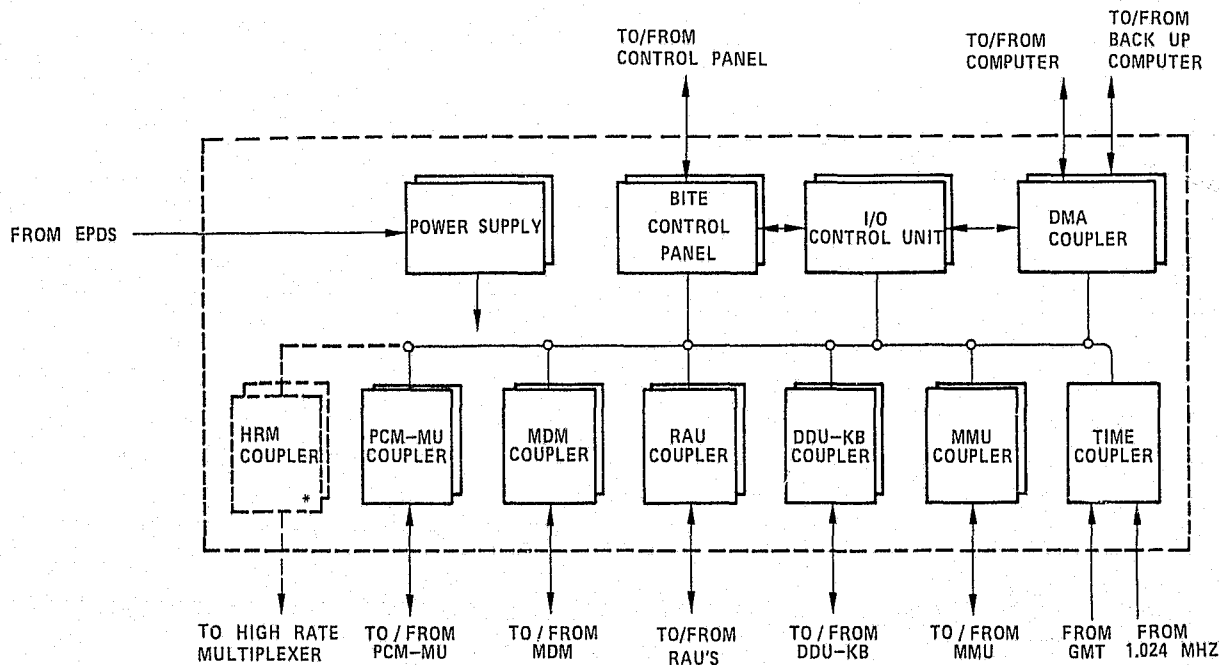 TO/FROM
CONTROL PANEL
TO/FROM
COMPUTER
TO/FROM
BACK UP
COMPUTER
FROM EPDS
POWER SUPPLY
BITE
CONTROL
PANEL
I/O
CONTROL UNIT
DMA
COUPLER
HRM
COUPLER
*
PCM-MU
COUPLER
MDM
COUPLER
RAU
COUPLER
DDU-KB
COUPLER
MMU
COUPLER
TIME
COUPLER
TO HIGH RATE
MULTIPLEXER
TO / FROM
PCM-MU
TO / FROM
MDM
TO/FROM
RAU'S
TO / FROM
DDU-KB
TO / FROM
MMU
FROM
GMT
FROM
1.024 MHZ